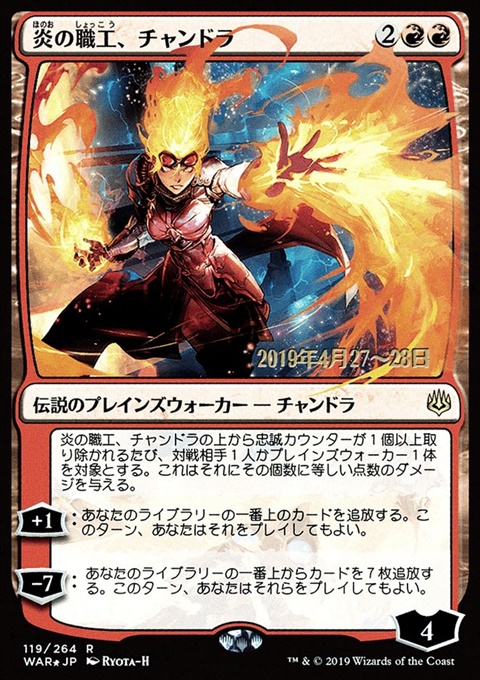 ほのお しょっこう
炎の職工、チャンドラ 2
2019年4月27～28日
伝説のプレインズウォーカー — チャンドラ
炎の職工、チャンドラの上から忠誠カウンターが１個以上取
り除かれるたび、対戦相手１人かプレインズウォーカー１体
を対象とする。これはそれにその個数に等しい点数のダメー
ジを与える。
+1：あなたのライブラリーの一番上のカードを追放する。こ
のターン、あなたはそれをプレイしてもよい。
-7：あなたのライブラリーの一番上からカードを７枚追放す
る。このターン、あなたはそれらをプレイしてもよい。
4
119/264 R
WAR★JP RYOTA-H
™ & © 2019 Wizards of the Coast